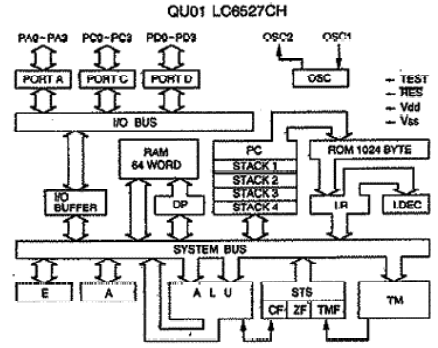 QU01 LC6527CH
PA0~PA3 PC0~PC3 PD0~PD3 OSC2 OSC1
PORT A PORT C PORT D OSC
TEST
RES
Vdd
Vss
I/O BUS
RAM
64 WORD
PC
STACK 1
STACK 2
STACK 3
STACK 4
ROM 1024 BYTE
I/O
BUFFER
DP
I.R
I.DEC
SYSTEM BUS
E A A L U STS TM
CF ZF TMF